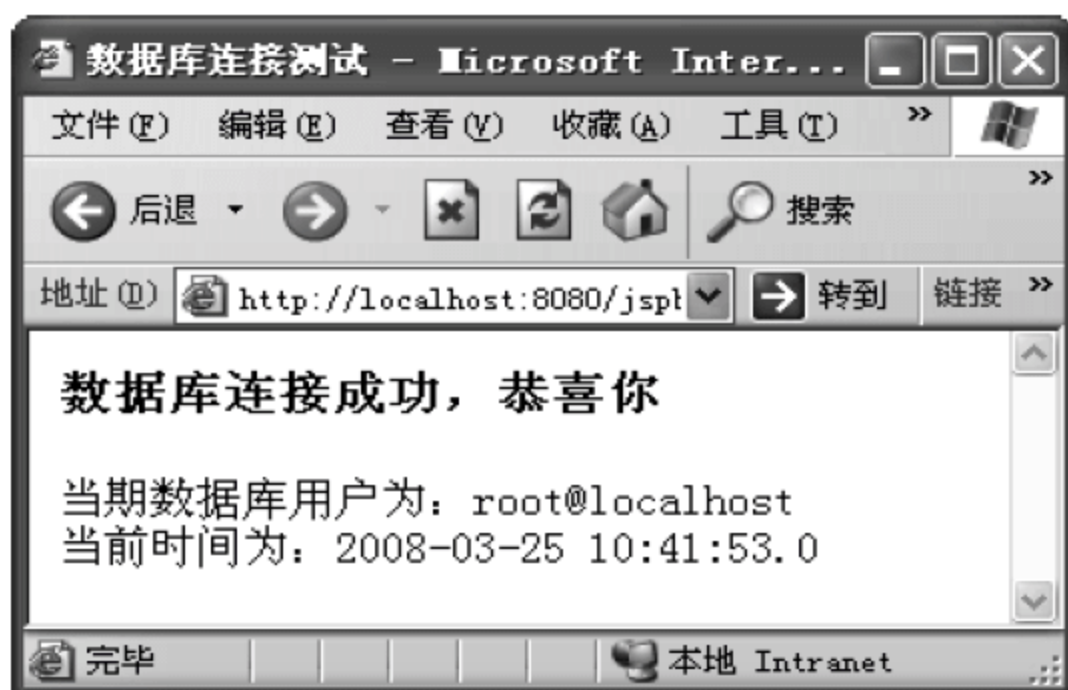 数据库连接测试 - Microsoft Inter...
文件(F) 编辑(E) 查看(V) 收藏(A) 工具(T) »
后退 搜索 »
地址(D) http://localhost:8080/jspb 转到 链接 »
数据库连接成功，恭喜你
当期数据库用户为：root@localhost
当前时间为：2008-03-25 10:41:53.0
完毕 本地 Intranet